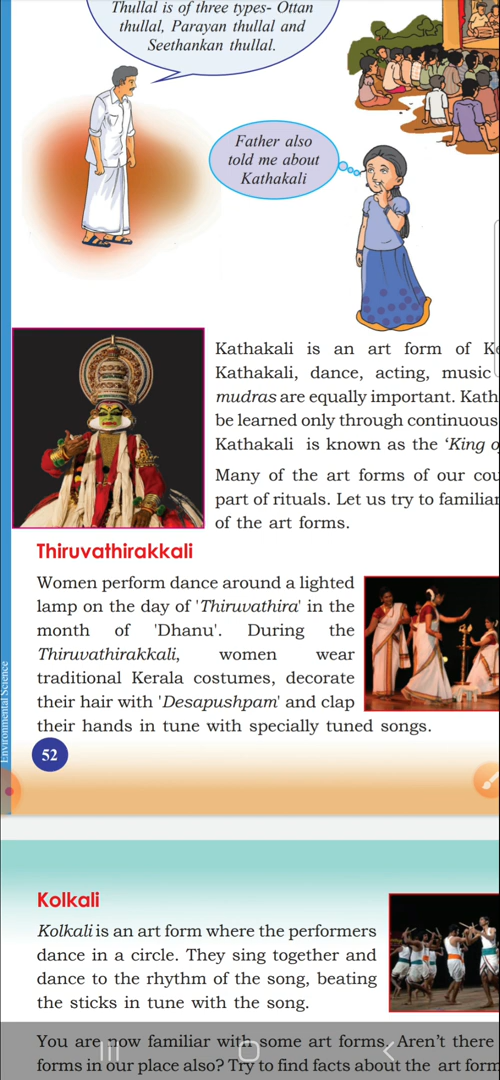 Thullal is of three types- Ottan
thullal, Parayan thullal and
Seethankan thullal.
Father also
told me about
Kathakali
Kathakali is an art form of
Kathakali, dance, acting, music
mudras are equally important.
be learned only through continuous
Kathakali is known as the ‘King
Many of the art forms of our
part of rituals. Let us try to
of the art forms.
Thiruvathirakkali
Women perform dance around a lighted
lamp on the day of 'Thiruvathira' in the
month of 'Dhanu'. During the
Thiruvathirakkali, women wear
traditional Kerala costumes, decorate
their hair with 'Desapushpam' and clap
their hands in tune with specially tuned songs.
Environmental Science
52
Kolkali
Kolkali is an art form where the performers
dance in a circle. They sing together and
dance to the rhythm of the song, beating
the sticks in tune with the song.
You are now familiar with some art forms. Aren’t there
forms in our place also? Try to find facts about the art